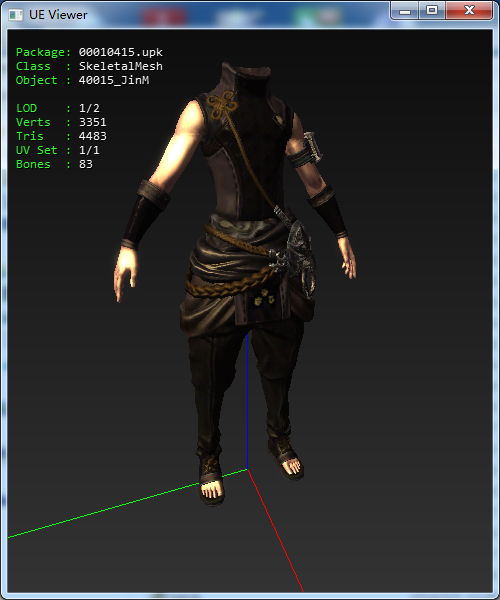 UE Viewer
Package: 00010415.upk
Class : SkeletalMesh
Object : 40015_JinM
LOD : 1/2
Verts : 3351
Tris : 4483
UV Set : 1/1
Bones : 83